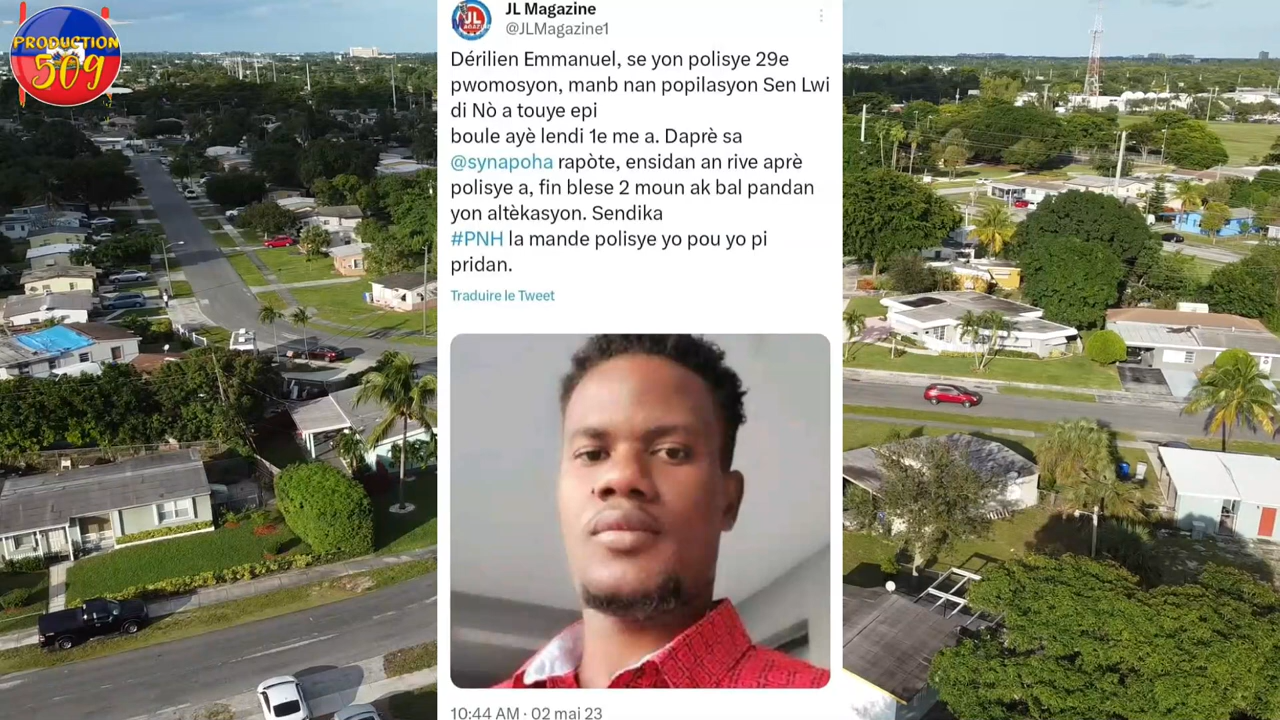 PRODUCTION
509
JL Magazine
@JLMagazine1
Dérilien Emmanuel, se yon polisye 29e
pwomosyon, manb nan popilasyon Sen Lwi
di Nò a touye epi
boule ayè lendi 1e me a. Daprè sa
@synapoha rapòte, ensidan an rive aprè
polisye a, fin blese 2 moun ak bal pandan
yon altèkasyon. Sendika
#PNH la mande polisye yo pou yo pi
pridan.
Traduire le Tweet
10:44 AM · 02 mai 23